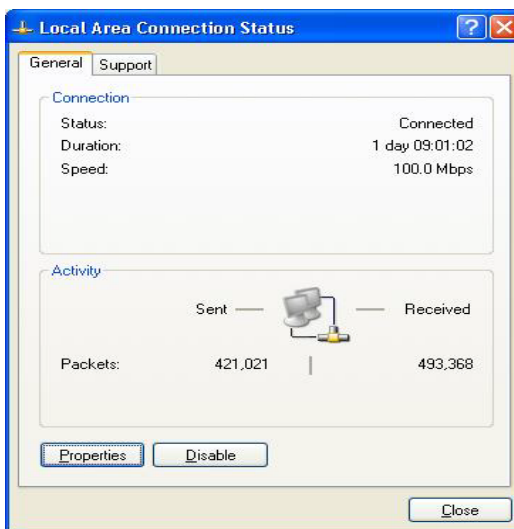 Local Area Connection Status
General Support
Connection
Status: Connected
Duration: 1 day 09:01:02
Speed: 100.0 Mbps
Activity
Sent Received
Packets: 421,021 493,368
Properties Disable
Close